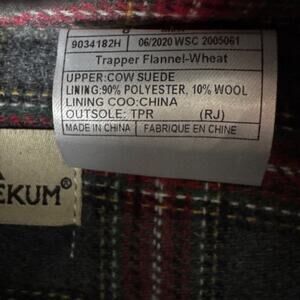 9034182H 06/2020 WSC 2005061
Trapper Flannel-Wheat
UPPER:COW SUEDE
LINING:90% POLYESTER, 10% WOOL
LINING COO:CHINA
OUTSOLE: TPR (RJ)
MADE IN CHINA FABRIQUE EN CHINE
EKUM®